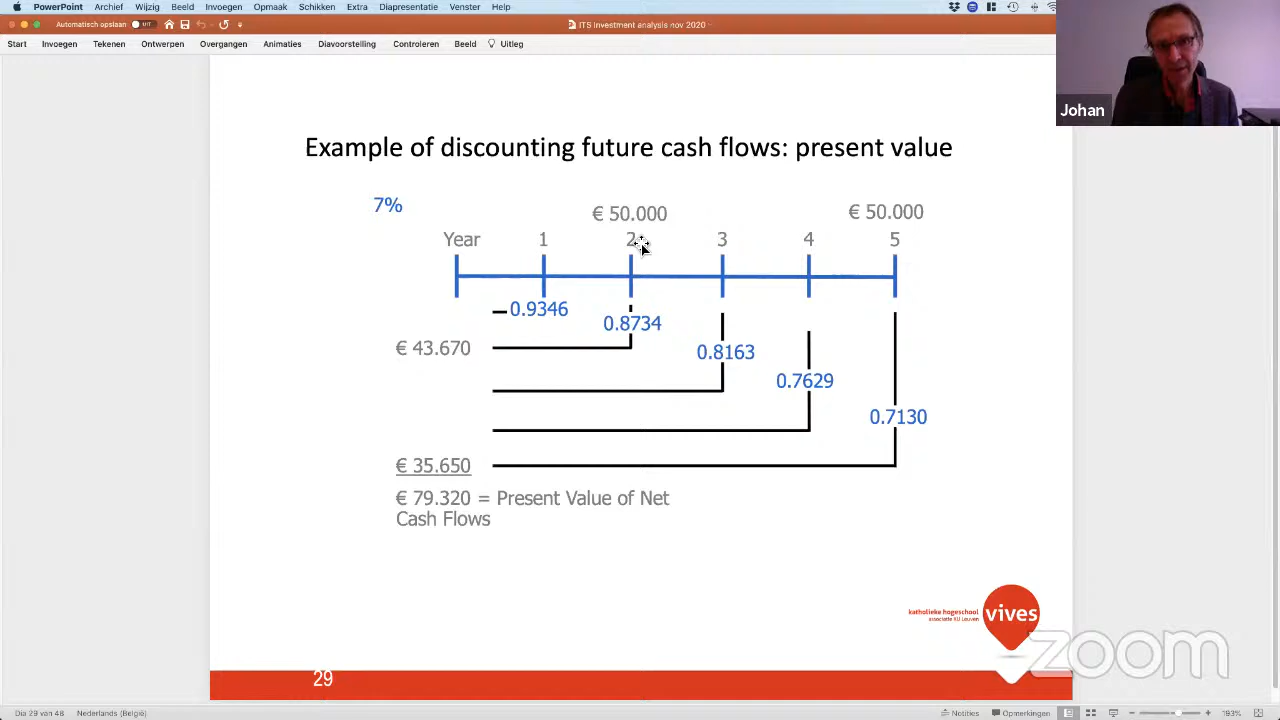 PowerPoint Archief Wijzig Beeld Invoegen Opmaak Schikken Extra Diapresentatie Venster Help
Automatisch opslaan UIT
ITS Investment analysis nov 2020
Start Invoegen Tekenen Ontwerpen Overgangen Animaties Diavoorstelling Controleren Beeld Uitleg
Johan
Example of discounting future cash flows: present value
7%
€ 50.000 € 50.000
Year 1 2 3 4 5
0.9346
0.8734
€ 43.670
0.8163
0.7629
0.7130
€ 35.650
€ 79.320 = Present Value of Net
Cash Flows
katholieke hogeschool
associatie KU Leuven
vives
zoom
29
Dia 29 van 48 Nederlands (België) Notities Opmerkingen 193%